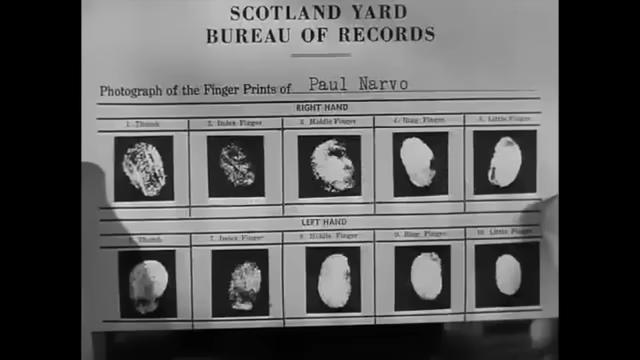 SCOTLAND YARD
BUREAU OF RECORDS
Photograph of the Finger Prints of Paul Narvo
RIGHT HAND
1. Thumb 2. Index Finger 3. Middle Finger 4. Ring Finger 5. Little Finger
LEFT HAND
6. Thumb 7. Index Finger 8. Middle Finger 9. Ring Finger 10. Little Finger